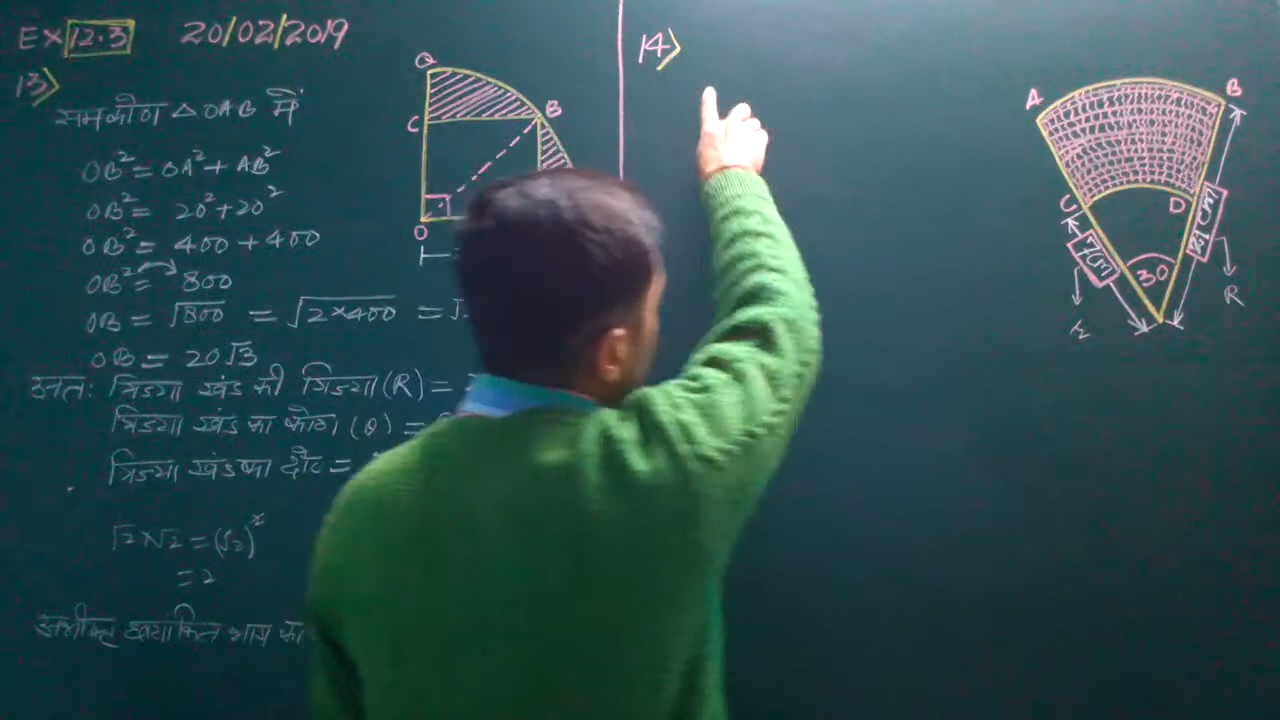 EX 12.3 20/02/2019
13>
समकोण △OAB में
OB² = OA² + AB²
OB² = 20² + 20²
OB² = 400 + 400
OB² = 800
OB = √800 = √2×400 = √
OB = 20√3
अतः त्रिज्या खंड की त्रिज्या (R) =
त्रिज्या खंड का कोण (θ) =
त्रिज्या खंड का =
√2 × √2 = (√2)²
= 2
छायांकित भाग का
Q
B
C
O
14>
A
B
C
D
7cm
21cm
30
R